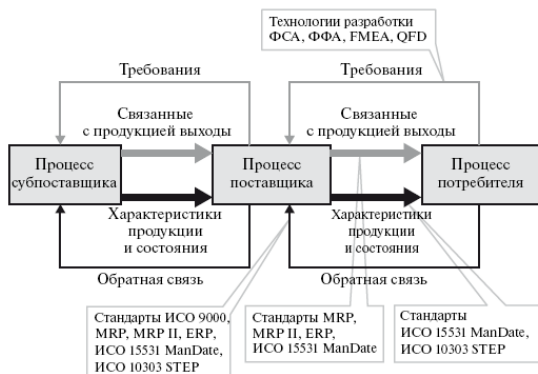 Технологии разработки
ФСА, ФФА, FMEA, QFD
Требования
Требования
Связанные
с продукцией выходы
Связанные
с продукцией выходы
Процесс
субпоставщика
Процесс
поставщика
Процесс
потребителя
Характеристики
продукции
и состояния
Характеристики
продукции
и состояния
Обратная связь
Обратная связь
Стандарты ИСО 9000,
MRP, MRP II, ERP,
ИСО 15531 ManDate,
ИСО 10303 STEP
Стандарты MRP,
MRP II, ERP,
ИСО 15531 ManDate
Стандарты
ИСО 15531 ManDate,
ИСО 10303 STEP